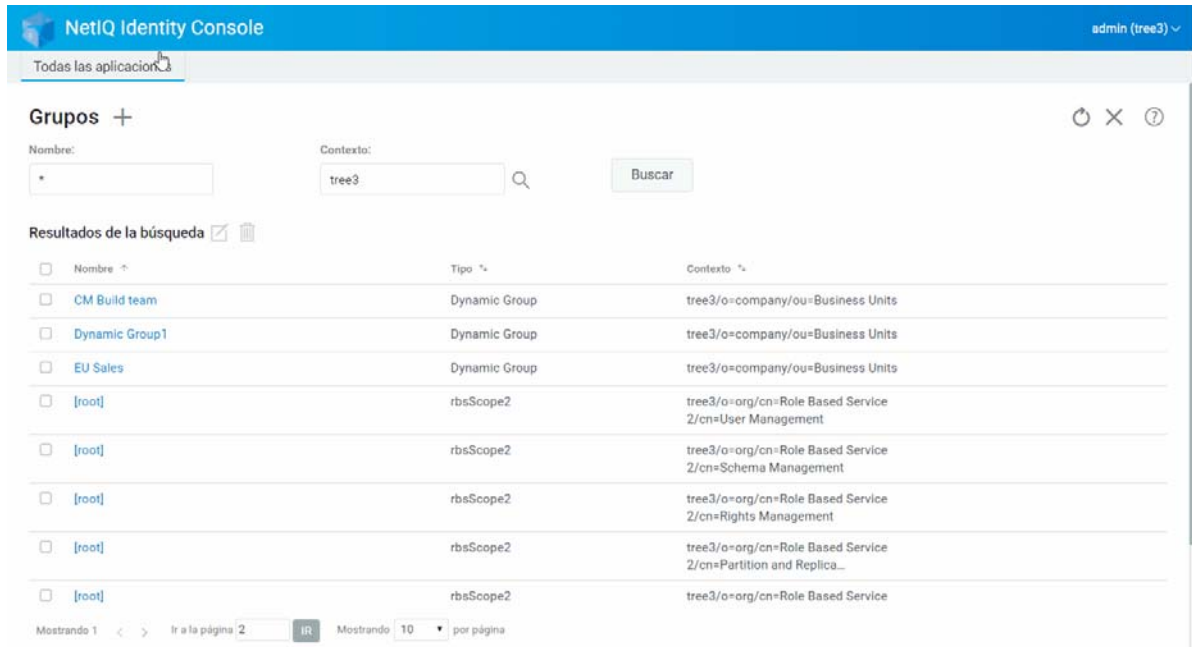 NetIQ Identity Console
admin (tree3)
Todas las aplicacion
Grupos
Nombre:
Contexto:
*
tree3
Buscar
Resultados de la búsqueda
Nombre
Tipo
Contexto
CM Build team
Dynamic Group
tree3/o=company/ou=Business Units
Dynamic Group1
Dynamic Group
tree3/o=company/ou=Business Units
EU Sales
Dynamic Group
tree3/o=company/ou=Business Units
[root]
rbsScope2
tree3/o=org/cn=Role Based Service
2/cn=User Management
[root]
rbsScope2
tree3/o=org/cn=Role Based Service
2/cn=Schema Management
[root]
rbsScope2
tree3/o=org/cn=Role Based Service
2/cn=Rights Management
[root]
rbsScope2
tree3/o=org/cn=Role Based Service
2/cn=Partition and Replica...
[root]
rbsScope2
tree3/o=org/cn=Role Based Service
Mostrando 1
Ir a la página 2
IR
Mostrando 10
por página